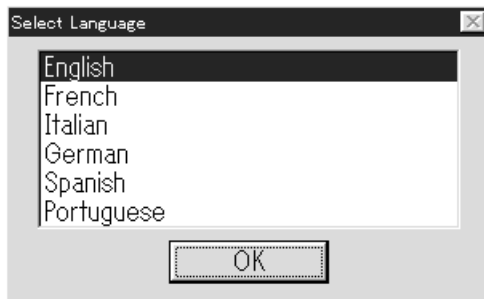 Select Language
English
French
Italian
German
Spanish
Portuguese
OK